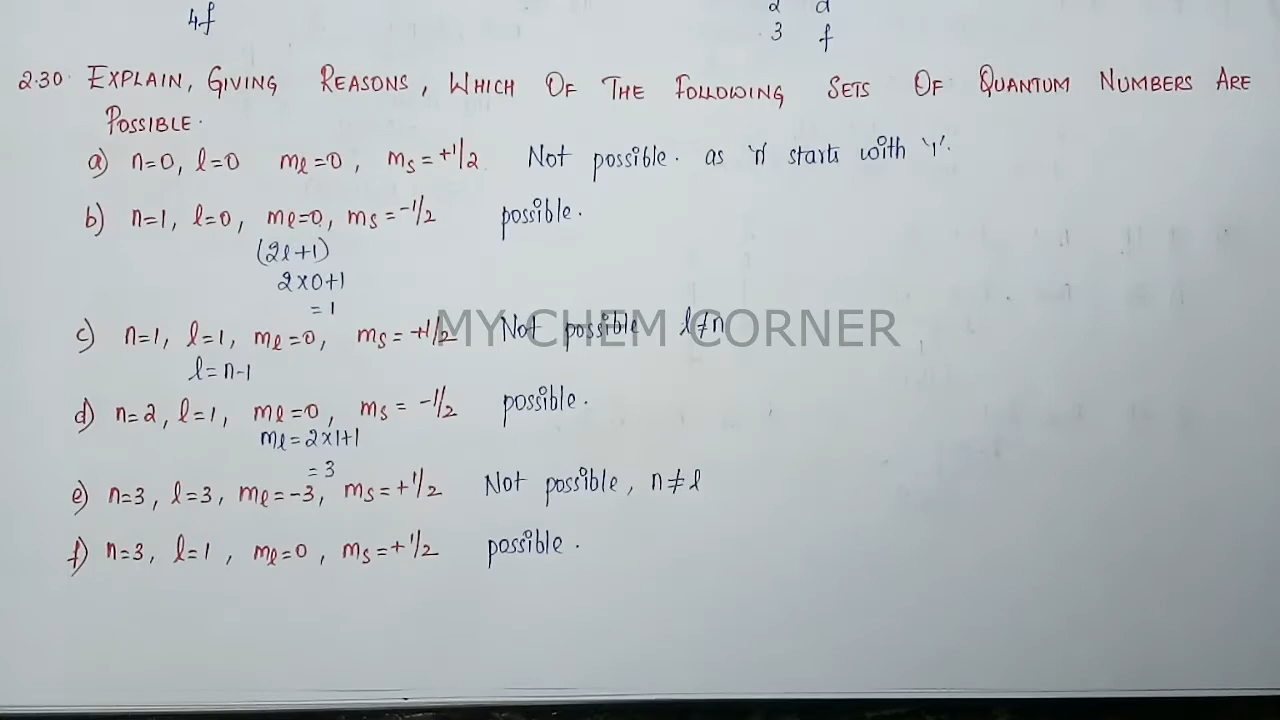 4f
2 d
3 f
2.30. EXPLAIN, GIVING REASONS, WHICH OF THE FOLLOWING SETS OF QUANTUM NUMBERS ARE
POSSIBLE.
a) n=0, l=0 ml=0, ms=+1/2 Not possible. as 'n' starts with '1'.
b) n=1, l=0, ml=0, ms=-1/2 possible.
(2l+1)
2×0+1
=1
c) n=1, l=1, ml=0, ms=+1/2 Not possible l≠n
MY CHEM CORNER
l=n-1
d) n=2, l=1, ml=0, ms=-1/2 possible.
ml=2×1+1
=3
e) n=3, l=3, ml=-3, ms=+1/2 Not possible, n≠l
f) n=3, l=1, ml=0, ms=+1/2 possible.